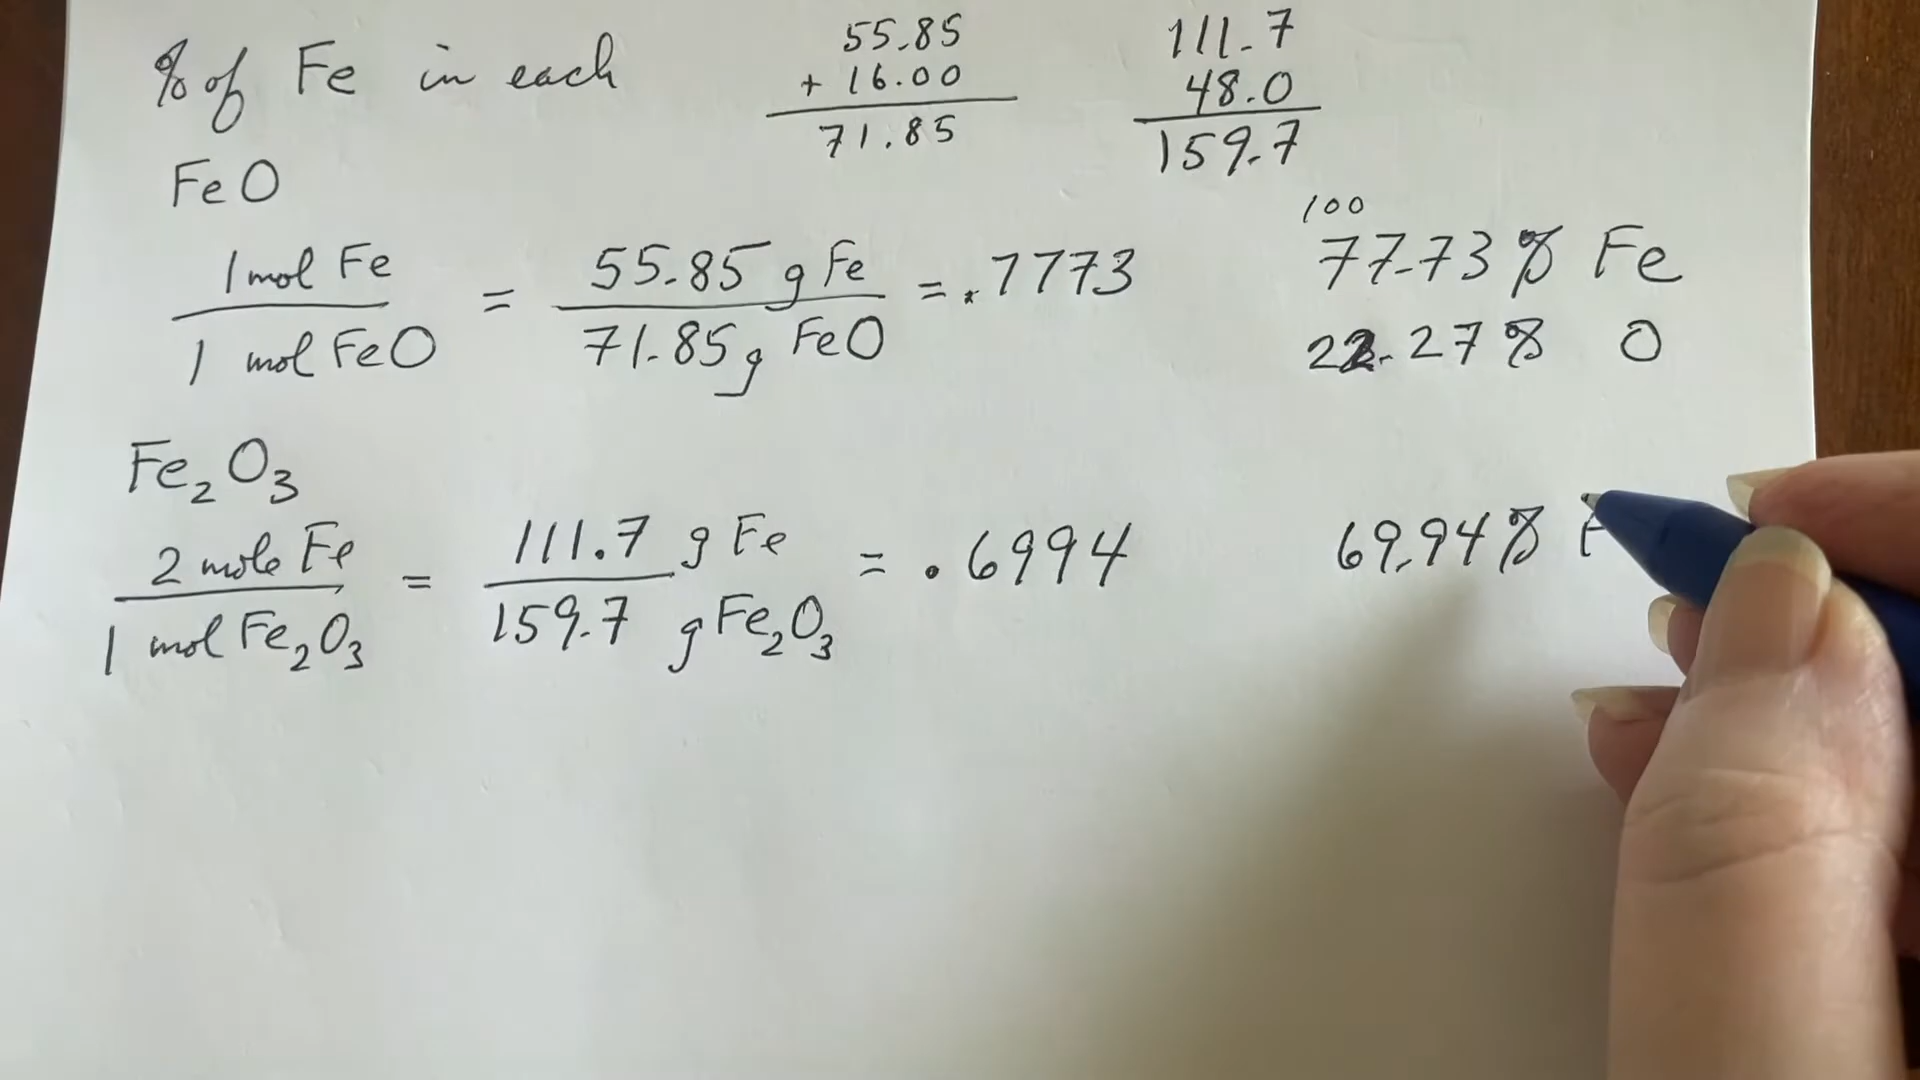 % of Fe in each
55.85
+ 16.00
71.85
111.7
48.0
159.7
FeO
1 mol Fe
1 mol FeO
=
55.85 g Fe
71.85 g FeO
= .7773
100
77.73% Fe
22.27% O
Fe₂O₃
2 mole Fe
1 mol Fe₂O₃
=
111.7 g Fe
159.7 g Fe₂O₃
= .6994
69.94% F